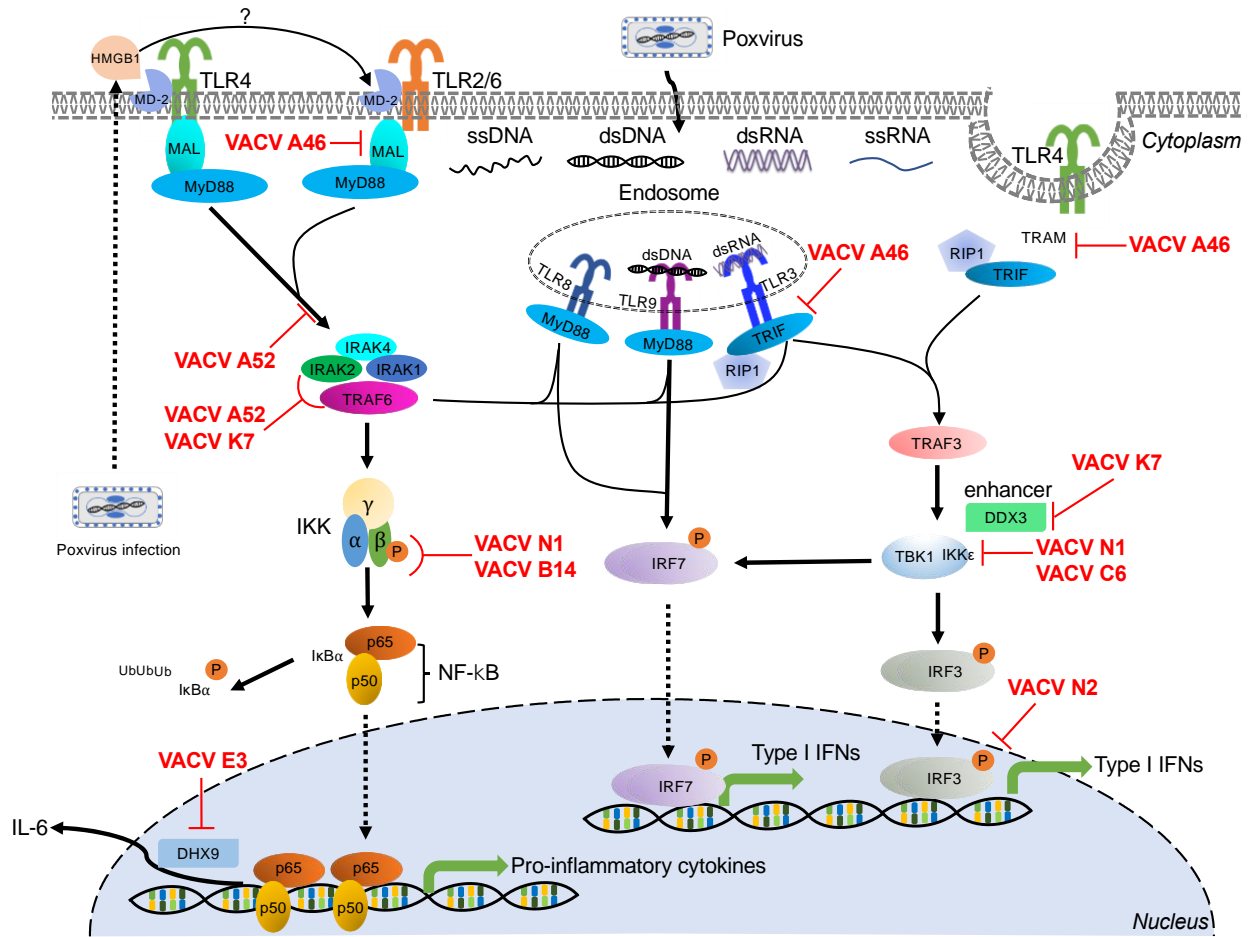 ?
HMGB1
TLR4
TLR2/6
Poxvirus
MD-2
MD-2
VACV A46
MAL
MAL
MyD88
MyD88
ssDNA
dsDNA
dsRNA
ssRNA
TLR4
Cytoplasm
Endosome
TRAM
VACV A46
RIP1
TRIF
VACV A46
dsDNA
dsRNA
TLR8
TLR9
TLR3
MyD88
MyD88
TRIF
RIP1
VACV A52
IRAK4
IRAK2
IRAK1
TRAF6
VACV A52
VACV K7
TRAF3
VACV K7
enhancer
DDX3
Poxvirus infection
IKK
γ
α
β
P
VACV N1
VACV B14
P
IRF7
TBK1
IKKε
VACV N1
VACV C6
UbUbUb
P
IκBα
IκBα
p65
p50
NF-kB
IRF3
P
VACV N2
VACV E3
IL-6
DHX9
p65
p65
p50
p50
Pro-inflammatory cytokines
P
IRF7
Type I IFNs
P
IRF3
Type I IFNs
Nucleus